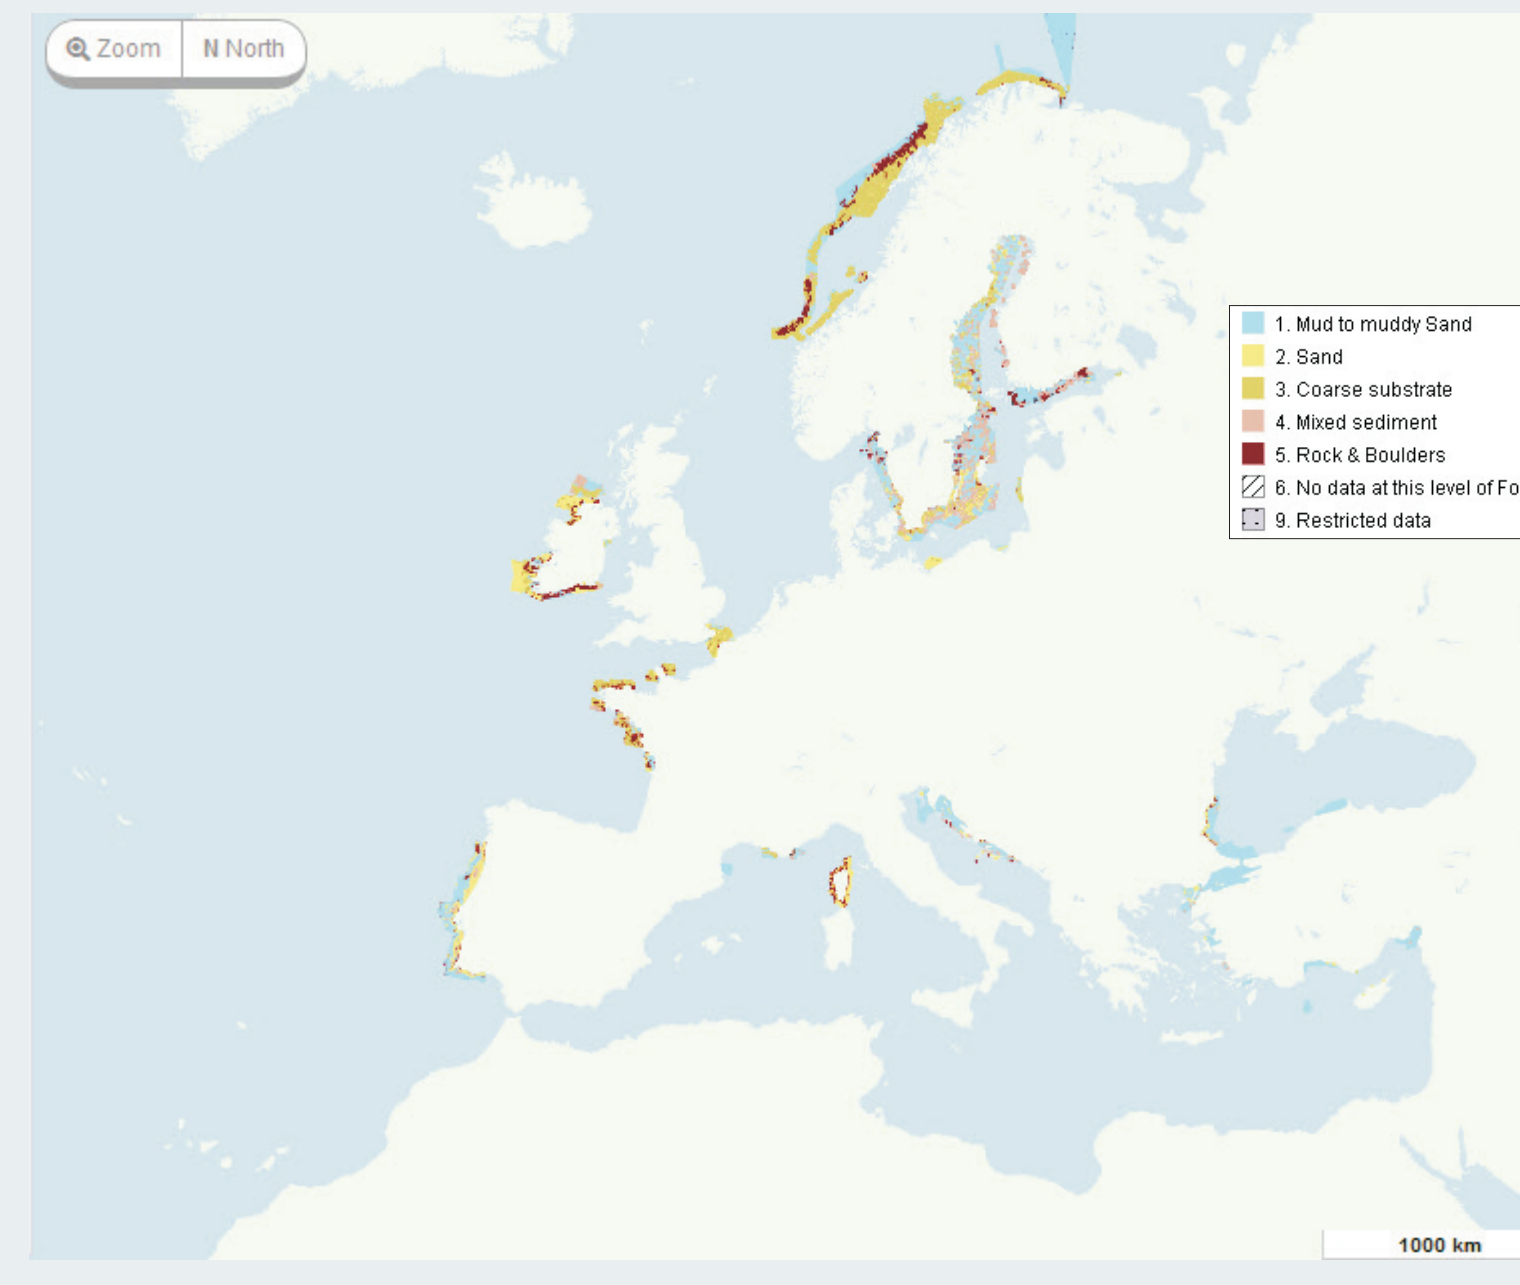 Zoom
N North
1. Mud to muddy Sand
2. Sand
3. Coarse substrate
4. Mixed sediment
5. Rock & Boulders
6. No data at this level of Fo
9. Restricted data
1000 km